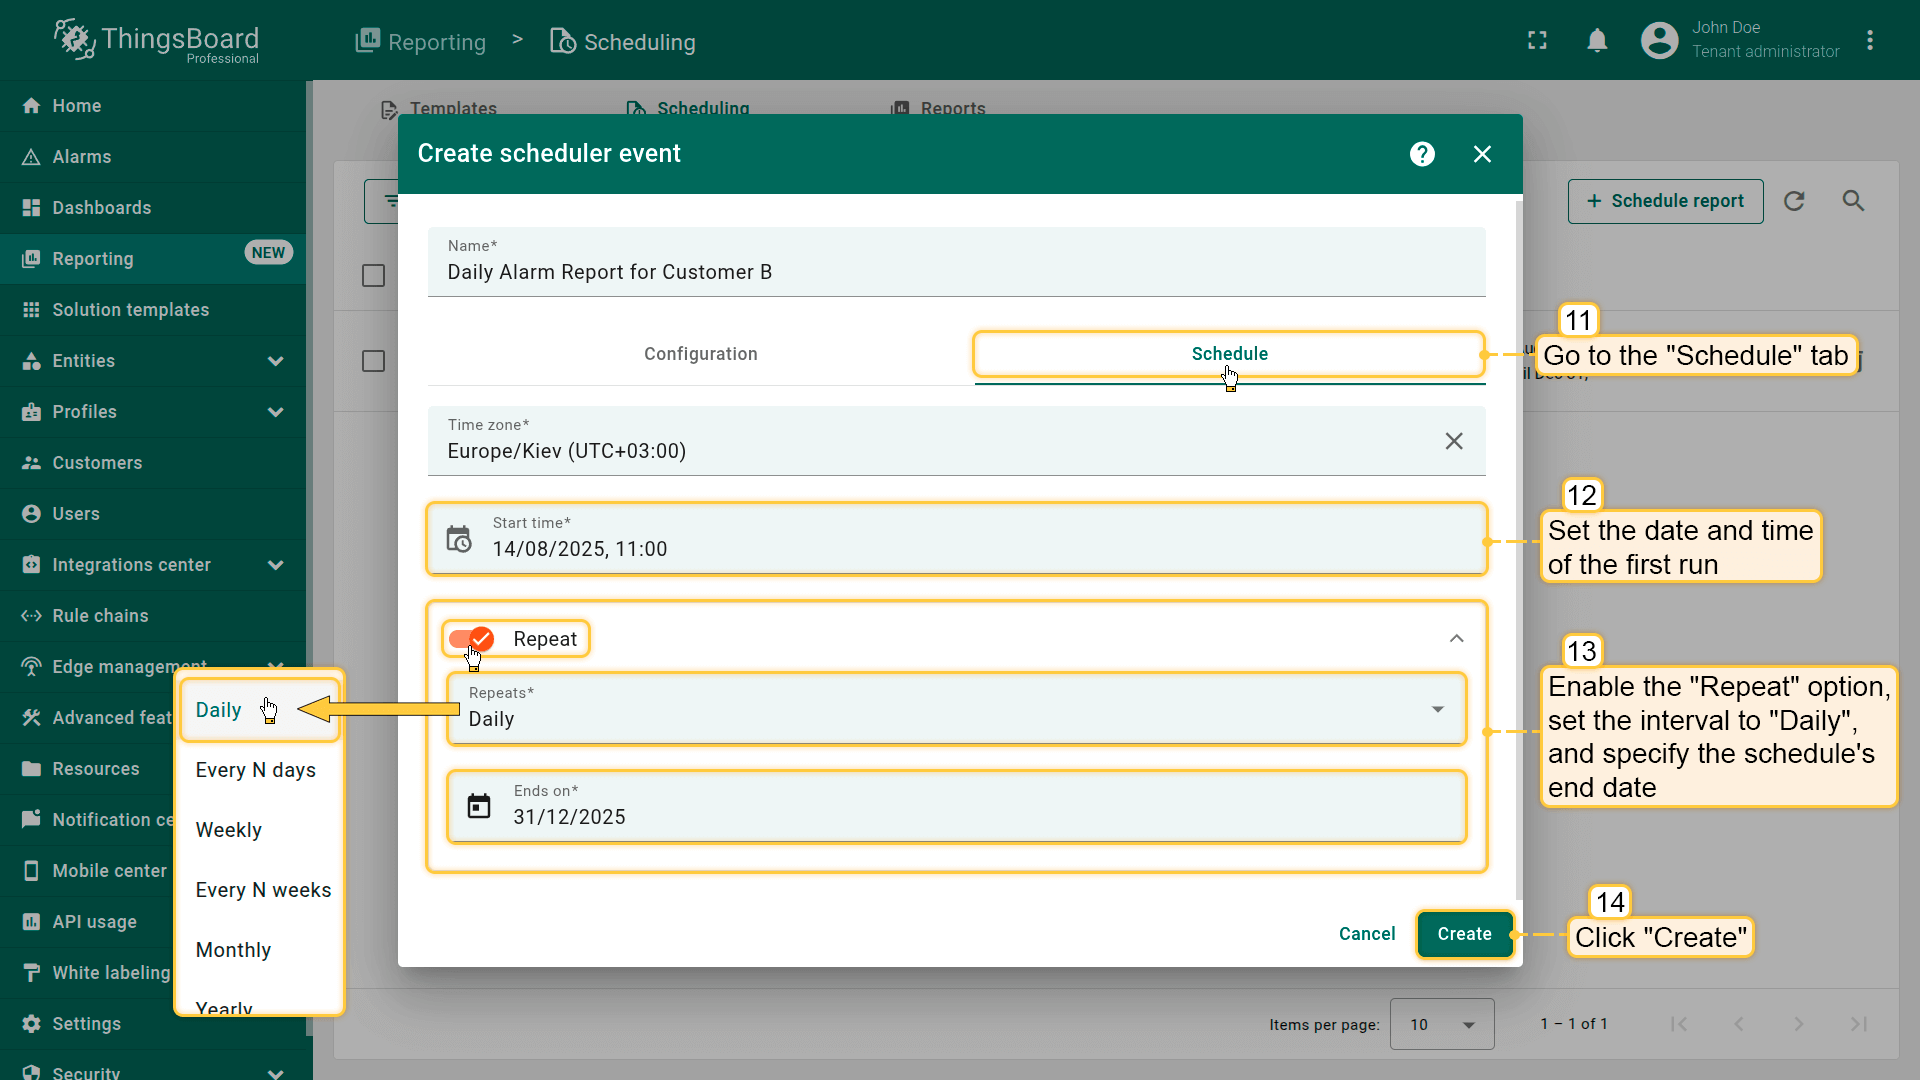 ThingsBoard
Professional
Reporting > Scheduling
John Doe
Tenant administrator
Home
Alarms
Dashboards
Reporting
NEW
Solution templates
Entities
Profiles
Customers
Users
Integrations center
Rule chains
Edge management
Advanced feat
Resources
Notification ce
Mobile center
API usage
White labeling
Settings
Security
Templates
Scheduling
Reports
+ Schedule report
Create scheduler event
Name*
Daily Alarm Report for Customer B
Configuration
Schedule
Time zone*
Europe/Kiev (UTC+03:00)
Start time*
14/08/2025, 11:00
Repeat
Repeats*
Daily
Ends on*
31/12/2025
Cancel
Create
Daily
Every N days
Weekly
Every N weeks
Monthly
Yearly
11
Go to the "Schedule" tab
12
Set the date and time
of the first run
13
Enable the "Repeat" option,
set the interval to "Daily",
and specify the schedule's
end date
14
Click "Create"
Items per page:
10
1 – 1 of 1